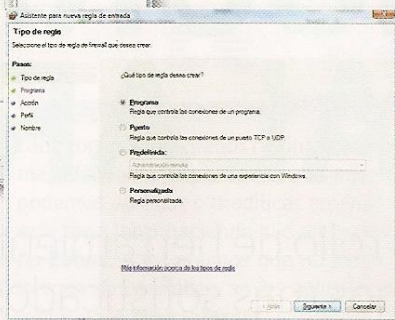 Asistente para nueva regla de entrada
Tipo de regla
Seleccione el tipo de regla de firewall que desea crear.
Pasos:
Tipo de regla
Programa
Acción
Perfil
Nombre
¿Qué tipo de regla desea crear?
Programa
Regla que controla las conexiones de un programa.
Puerto
Regla que controla las conexiones de un puerto TCP o UDP.
Predefinida:
Administración remota
Regla que controla las conexiones de una experiencia con Windows.
Personalizada
Regla personalizada.
Más información acerca de los tipos de regla
< Atrás
Siguiente >
Cancelar